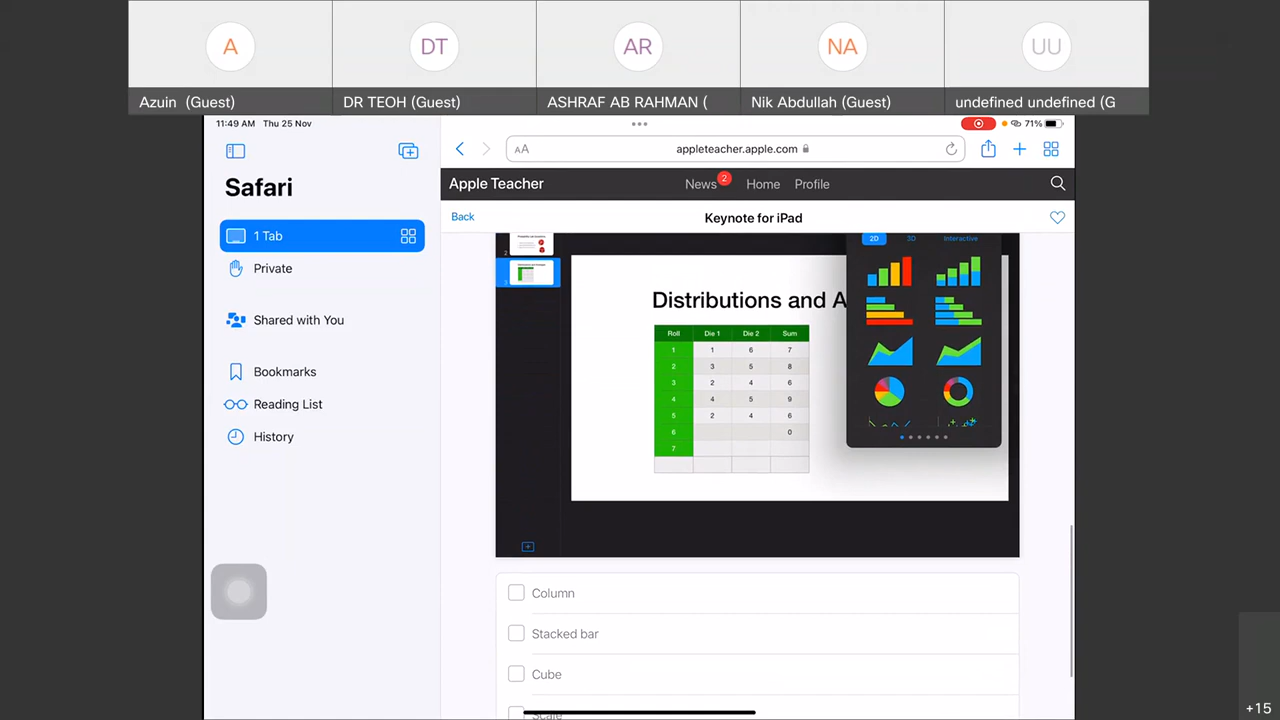 A
DT
AR
NA
UU
Azuin (Guest)
DR TEOH (Guest)
ASHRAF AB RAHMAN (
Nik Abdullah (Guest)
undefined undefined (G
11:49 AM Thu 25 Nov
71%
Safari
1 Tab
Private
Shared with You
Bookmarks
Reading List
History
AA
appleteacher.apple.com
Apple Teacher
News
2
Home
Profile
Back
Keynote for iPad
2
2D
3D
Interactive
Distributions and A
Roll Die 1 Die 2 Sum
1 1 6 7
2 3 5 8
3 2 4 6
4 4 5 9
5 2 4 6
6 0
7
Column
Stacked bar
Cube
Scale
+15